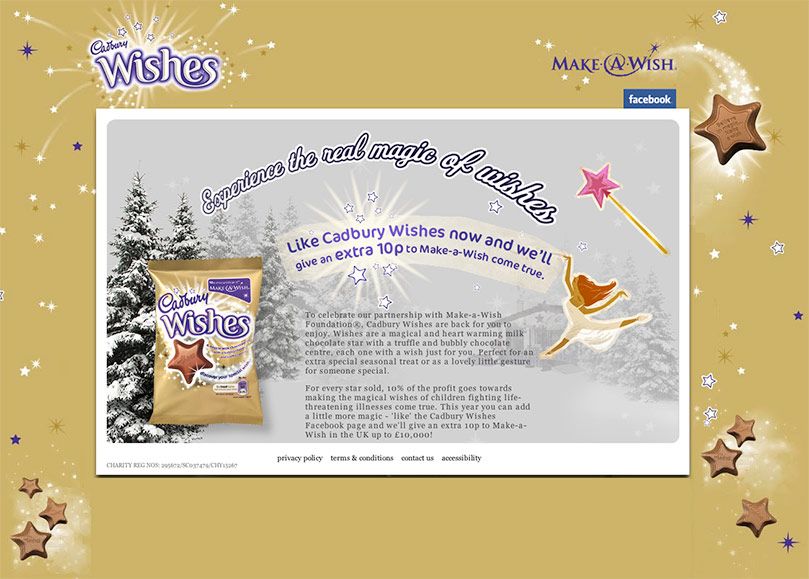 Cadbury
Wishes
MAKE·A·WISH®
facebook
Experience the real magic of wishes
Like Cadbury Wishes now and we'll
give an extra 10p to Make-a-Wish come true.
MAKE·A·WISH
Cadbury
Wishes
To celebrate our partnership with Make-a-Wish
Foundation®, Cadbury Wishes are back for you to
enjoy. Wishes are a magical and heart warming milk
chocolate star with a truffle and bubbly chocolate
centre, each one with a wish just for you. Perfect for an
extra special seasonal treat or as a lovely little gesture
for someone special.
For every star sold, 10% of the profit goes towards
making the magical wishes of children fighting life-
threatening illnesses come true. This year you can add
a little more magic - 'like' the Cadbury Wishes
Facebook page and we'll give an extra 10p to Make-a-
Wish in the UK up to £10,000!
privacy policy terms & conditions contact us accessibility
CHARITY REG NOS: 295672/SC037479/CHY15267